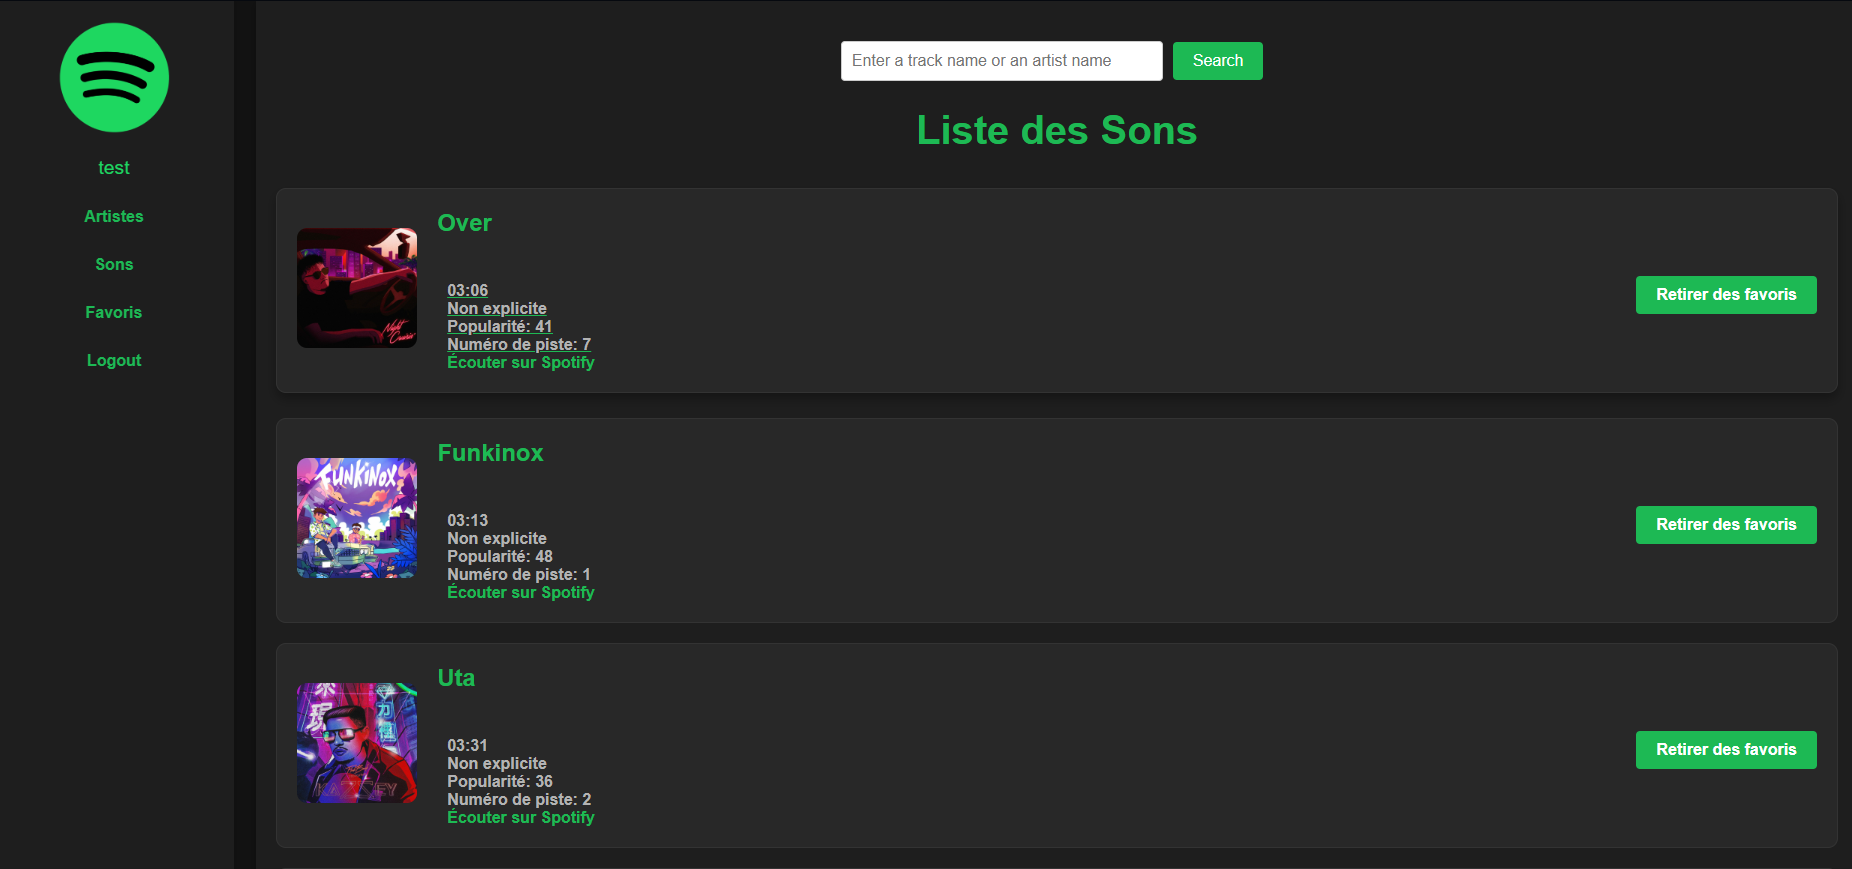 test
Artistes
Sons
Favoris
Logout
Enter a track name or an artist name
Search
Liste des Sons
Over
Night
03:06
Non explicite
Popularité: 41
Numéro de piste: 7
Écouter sur Spotify
Retirer des favoris
Funkinox
FUNKINOX
03:13
Non explicite
Popularité: 48
Numéro de piste: 1
Écouter sur Spotify
Retirer des favoris
Uta
03:31
Non explicite
Popularité: 36
Numéro de piste: 2
Écouter sur Spotify
Retirer des favoris